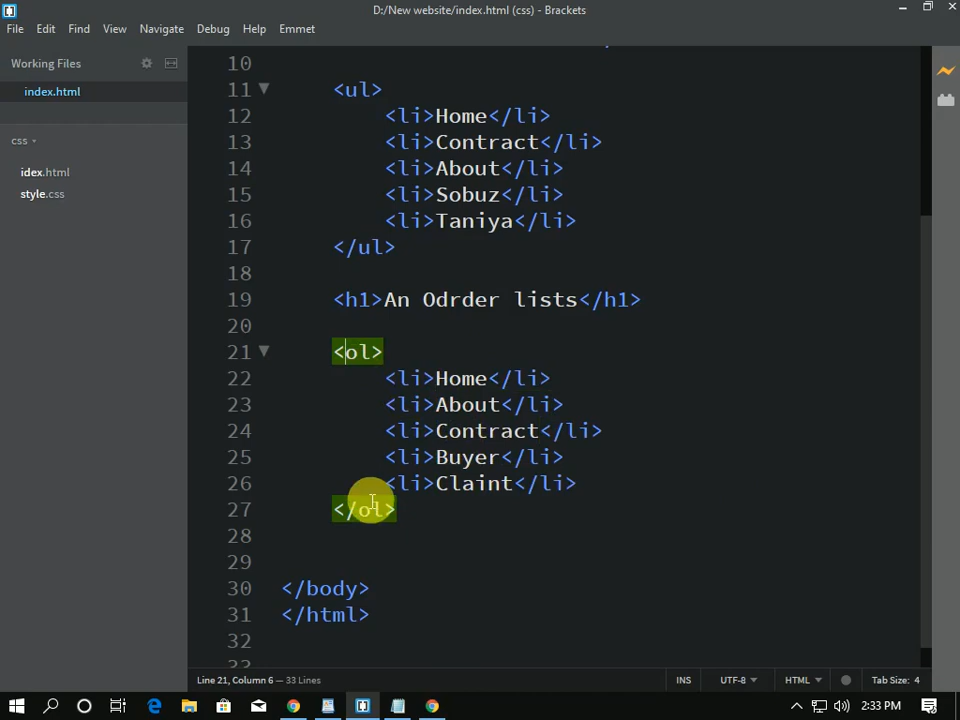 D:/New website/index.html (css) - Brackets
File Edit Find View Navigate Debug Help Emmet
Working Files
index.html
css
idex.html
style.css
10
11 <ul>
12 <li>Home</li>
13 <li>Contract</li>
14 <li>About</li>
15 <li>Sobuz</li>
16 <li>Taniya</li>
17 </ul>
18
19 <h1>An Odrder lists</h1>
20
21 <ol>
22 <li>Home</li>
23 <li>About</li>
24 <li>Contract</li>
25 <li>Buyer</li>
26 <li>Claint</li>
27 </ol>
28
29
30 </body>
31 </html>
32
33
Line 21, Column 6 — 33 Lines INS UTF-8 HTML Tab Size: 4
2:33 PM